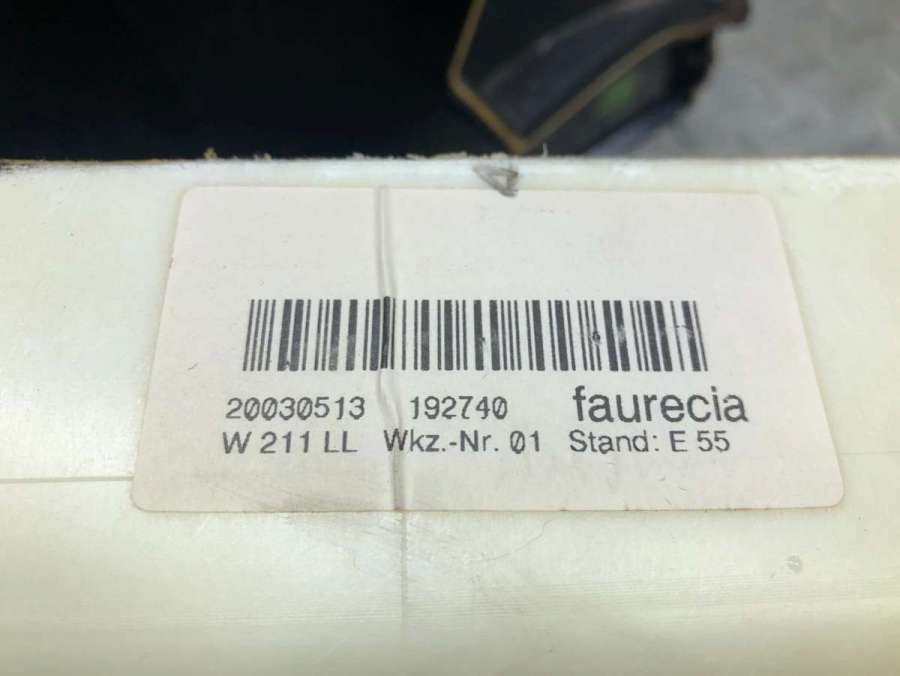 20030513 192740 faurecia
W 211 LL Wkz.-Nr. 01 Stand: E 55